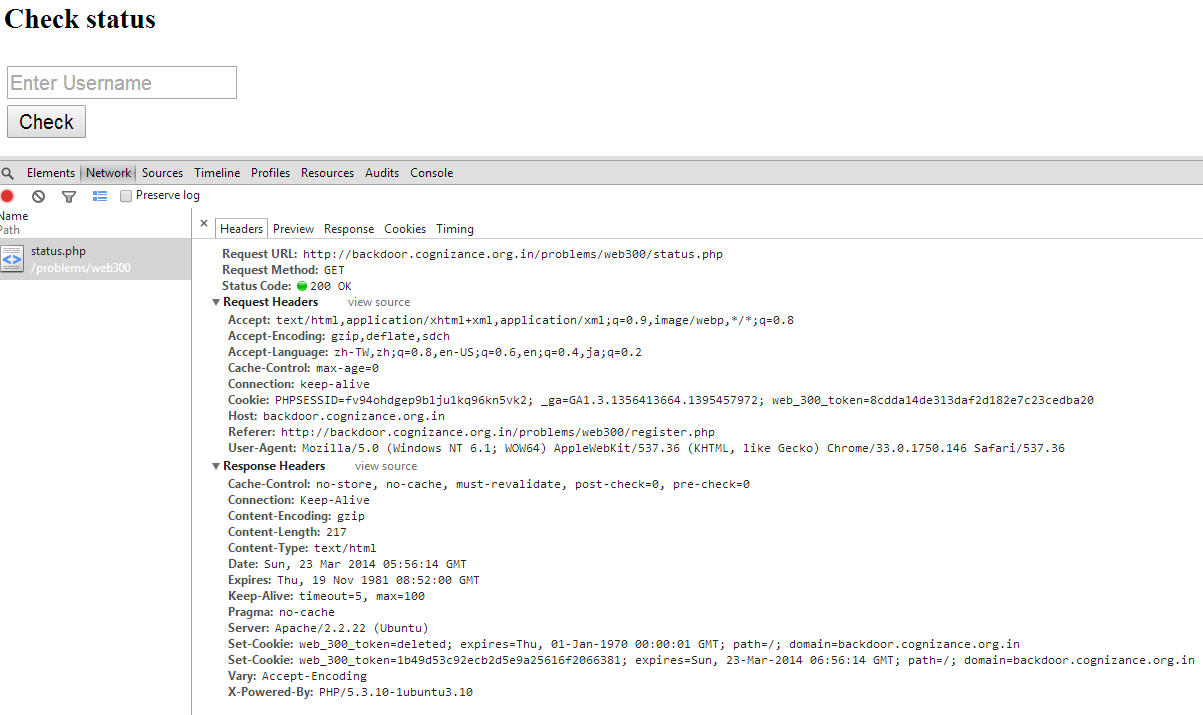 Check status
Enter Username
Check
Elements Network Sources Timeline Profiles Resources Audits Console
Preserve log
Name
Path
× Headers Preview Response Cookies Timing
status.php
/problems/web300
Request URL: http://backdoor.cognizance.org.in/problems/web300/status.php
Request Method: GET
Status Code: 200 OK
Request Headers view source
Accept: text/html,application/xhtml+xml,application/xml;q=0.9,image/webp,*/*;q=0.8
Accept-Encoding: gzip,deflate,sdch
Accept-Language: zh-TW,zh;q=0.8,en-US;q=0.6,en;q=0.4,ja;q=0.2
Cache-Control: max-age=0
Connection: keep-alive
Cookie: PHPSESSID=fv94ohdgep9blju1kq96kn5vk2; _ga=GA1.3.1356413664.1395457972; web_300_token=8cdda14de313daf2d182e7c23cedba20
Host: backdoor.cognizance.org.in
Referer: http://backdoor.cognizance.org.in/problems/web300/register.php
User-Agent: Mozilla/5.0 (Windows NT 6.1; WOW64) AppleWebKit/537.36 (KHTML, like Gecko) Chrome/33.0.1750.146 Safari/537.36
Response Headers view source
Cache-Control: no-store, no-cache, must-revalidate, post-check=0, pre-check=0
Connection: Keep-Alive
Content-Encoding: gzip
Content-Length: 217
Content-Type: text/html
Date: Sun, 23 Mar 2014 05:56:14 GMT
Expires: Thu, 19 Nov 1981 08:52:00 GMT
Keep-Alive: timeout=5, max=100
Pragma: no-cache
Server: Apache/2.2.22 (Ubuntu)
Set-Cookie: web_300_token=deleted; expires=Thu, 01-Jan-1970 00:00:01 GMT; path=/; domain=backdoor.cognizance.org.in
Set-Cookie: web_300_token=1b49d53c92ecb2d5e9a25616f2066381; expires=Sun, 23-Mar-2014 06:56:14 GMT; path=/; domain=backdoor.cognizance.org.in
Vary: Accept-Encoding
X-Powered-By: PHP/5.3.10-1ubuntu3.10